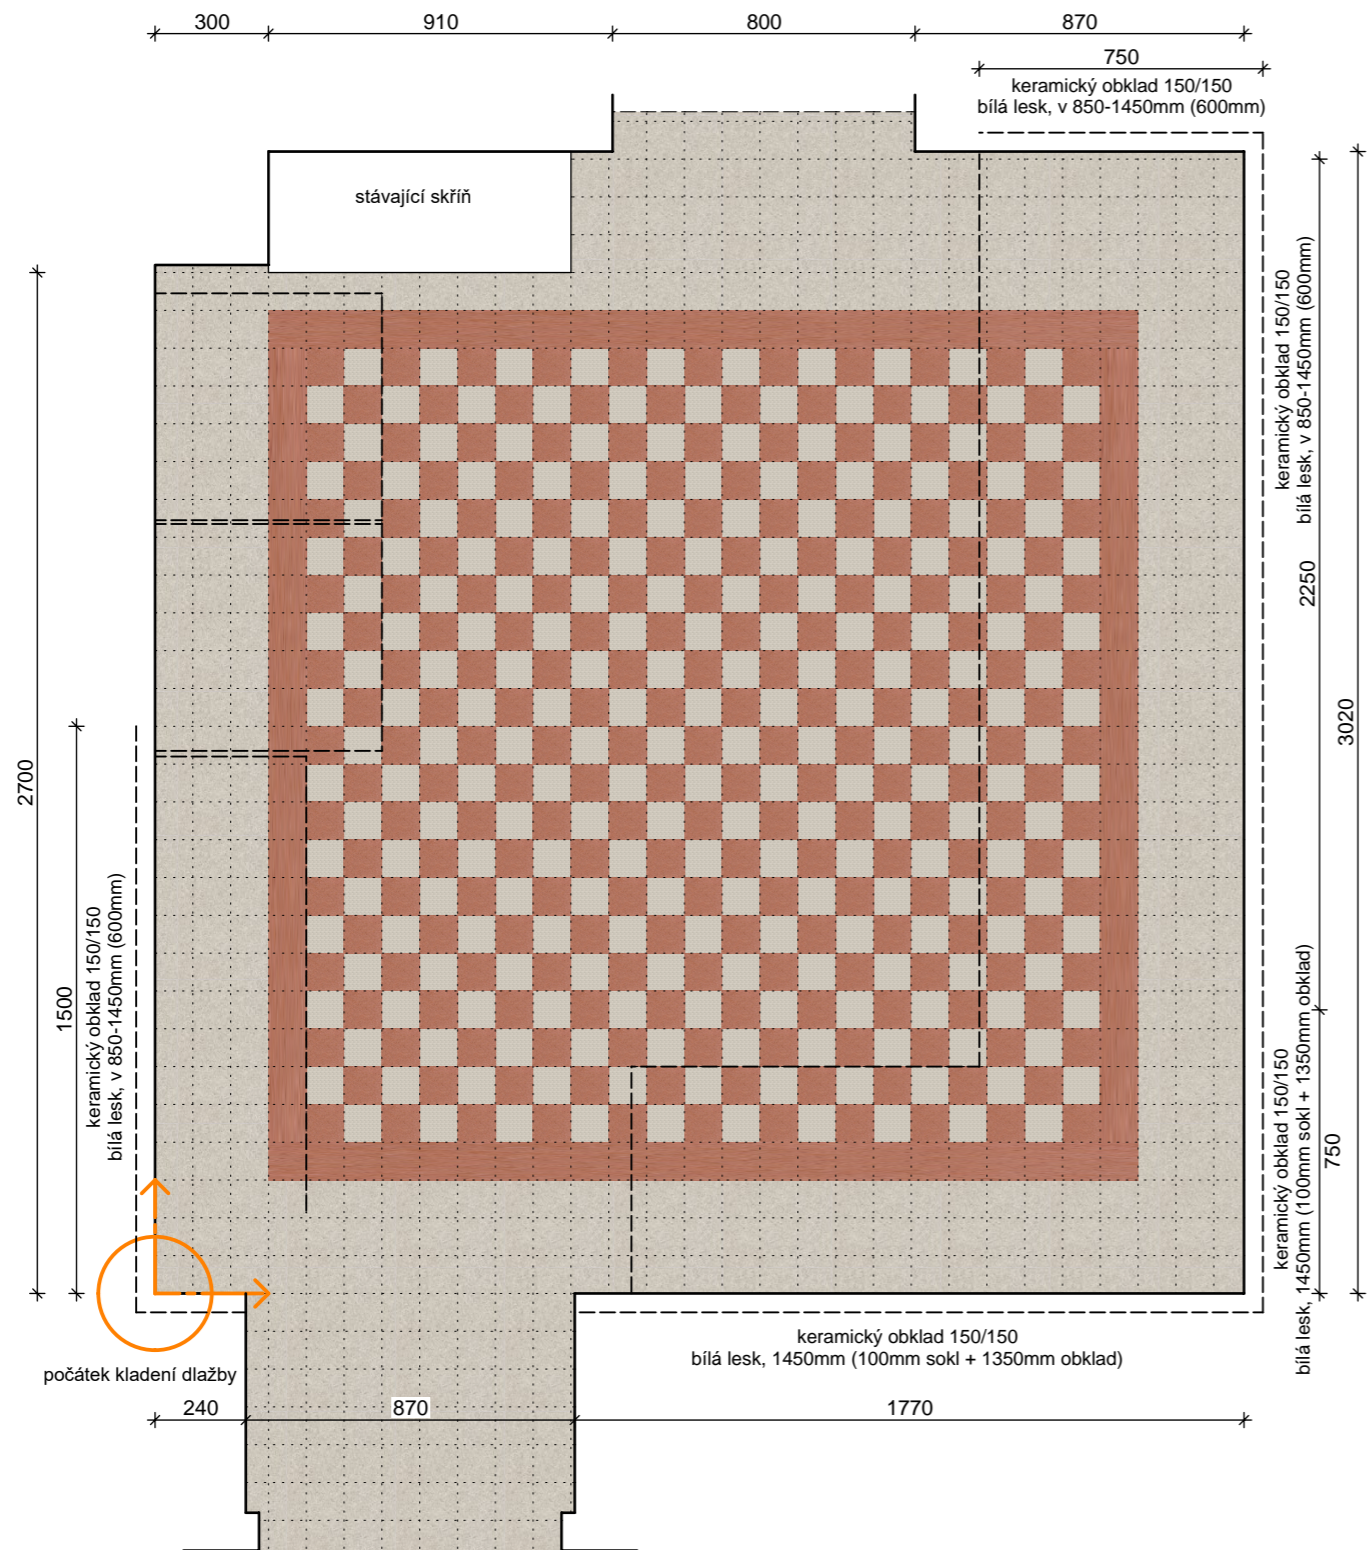 300
910
800
870
750
keramický obklad 150/150
bílá lesk, v 850-1450mm (600mm)
stávající skříň
keramický obklad 150/150
bílá lesk, v 850-1450mm (600mm)
2250
3020
2700
1500
keramický obklad 150/150
bílá lesk, v 850-1450mm (600mm)
keramický obklad 150/150
bílá lesk, 1450mm (100mm sokl + 1350mm obklad)
750
počátek kladení dlažby
keramický obklad 150/150
bílá lesk, 1450mm (100mm sokl + 1350mm obklad)
240
870
1770